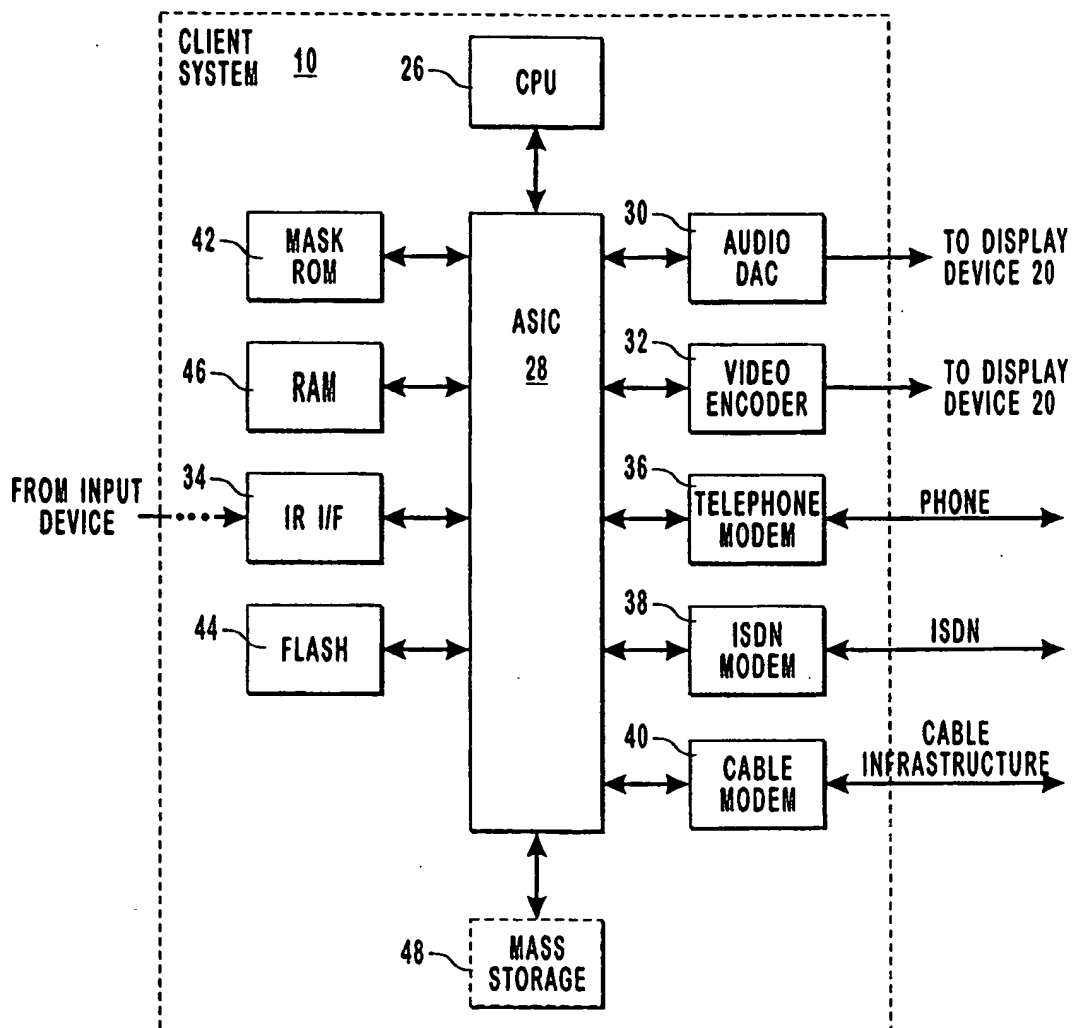 CLIENT
SYSTEM 10
26
CPU
42
MASK
ROM
30
AUDIO
DAC
TO DISPLAY
DEVICE 20
ASIC
28
46
RAM
32
VIDEO
ENCODER
TO DISPLAY
DEVICE 20
FROM INPUT
DEVICE
34
IR I/F
36
TELEPHONE
MODEM
PHONE
44
FLASH
38
ISDN
MODEM
ISDN
40
CABLE
MODEM
CABLE
INFRASTRUCTURE
48
MASS
STORAGE